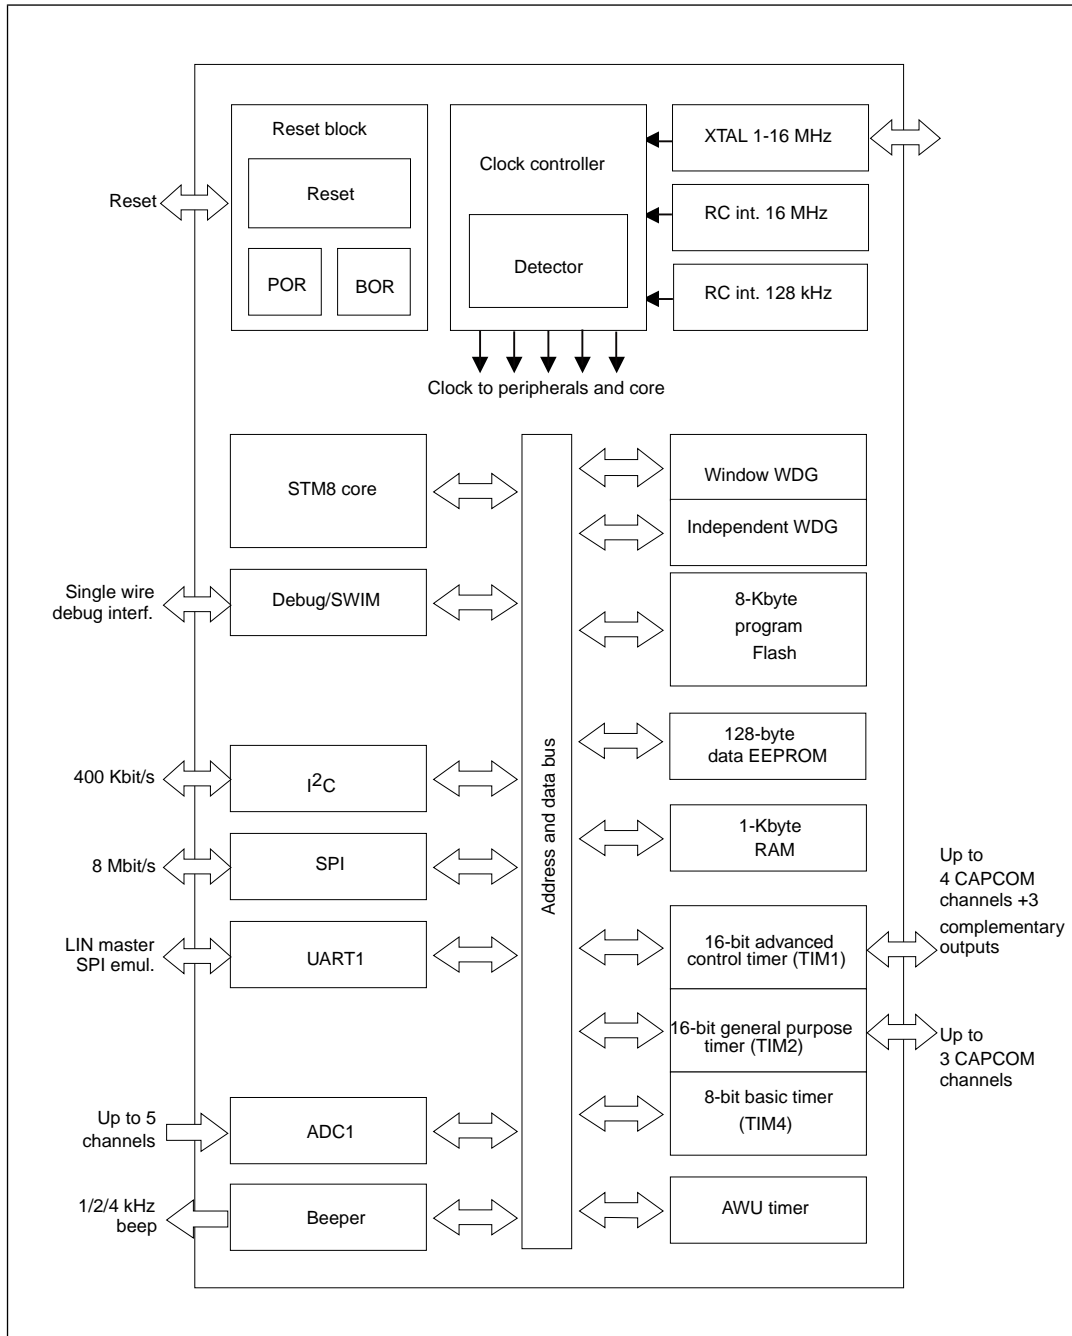 Reset block
Reset
POR
BOR
Reset
Clock controller
Detector
XTAL 1-16 MHz
RC int. 16 MHz
RC int. 128 kHz
Clock to peripherals and core
STM8 core
Debug/SWIM
Single wire
debug interf.
400 Kbit/s
I²C
8 Mbit/s
SPI
LIN master
SPI emul.
UART1
Up to 5
channels
ADC1
1/2/4 kHz
beep
Beeper
Address and data bus
Window WDG
Independent WDG
8-Kbyte
program
Flash
128-byte
data EEPROM
1-Kbyte
RAM
16-bit advanced
control timer (TIM1)
Up to
4 CAPCOM
channels +3
complementary
outputs
16-bit general purpose
timer (TIM2)
Up to
3 CAPCOM
channels
8-bit basic timer
(TIM4)
AWU timer